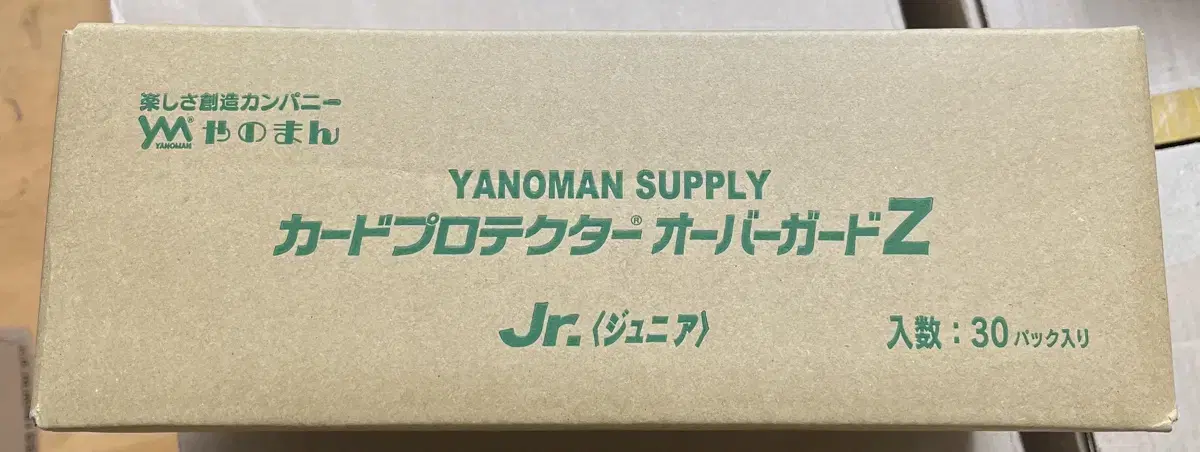 楽しさ創造カンパニー
YM® やのまん
YANOMAN
YANOMAN SUPPLY
カードプロテクター® オーバーガードZ
Jr.〈ジュニア〉
入数：30パック入り